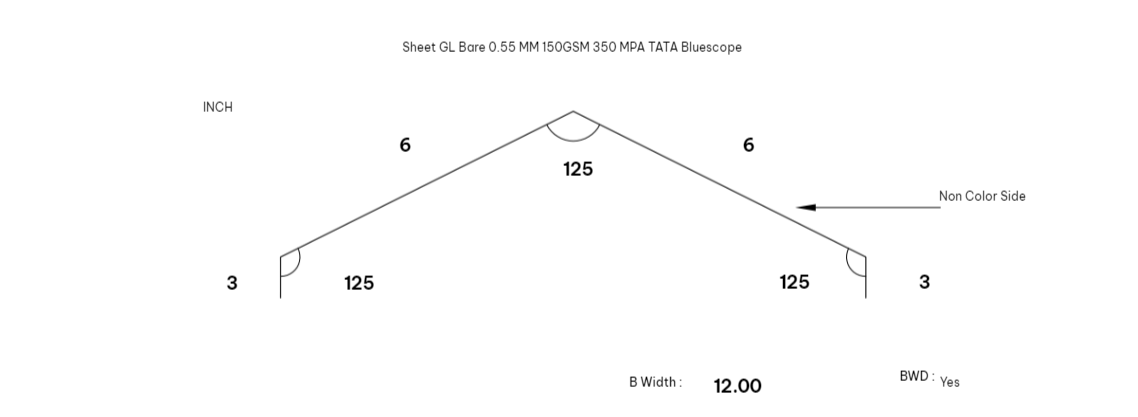 Sheet GL Bare 0.55 MM 150GSM 350 MPA TATA Bluescope
INCH
6
6
125
Non Color Side
3
125
125
3
B Width : 12.00
BWD : Yes